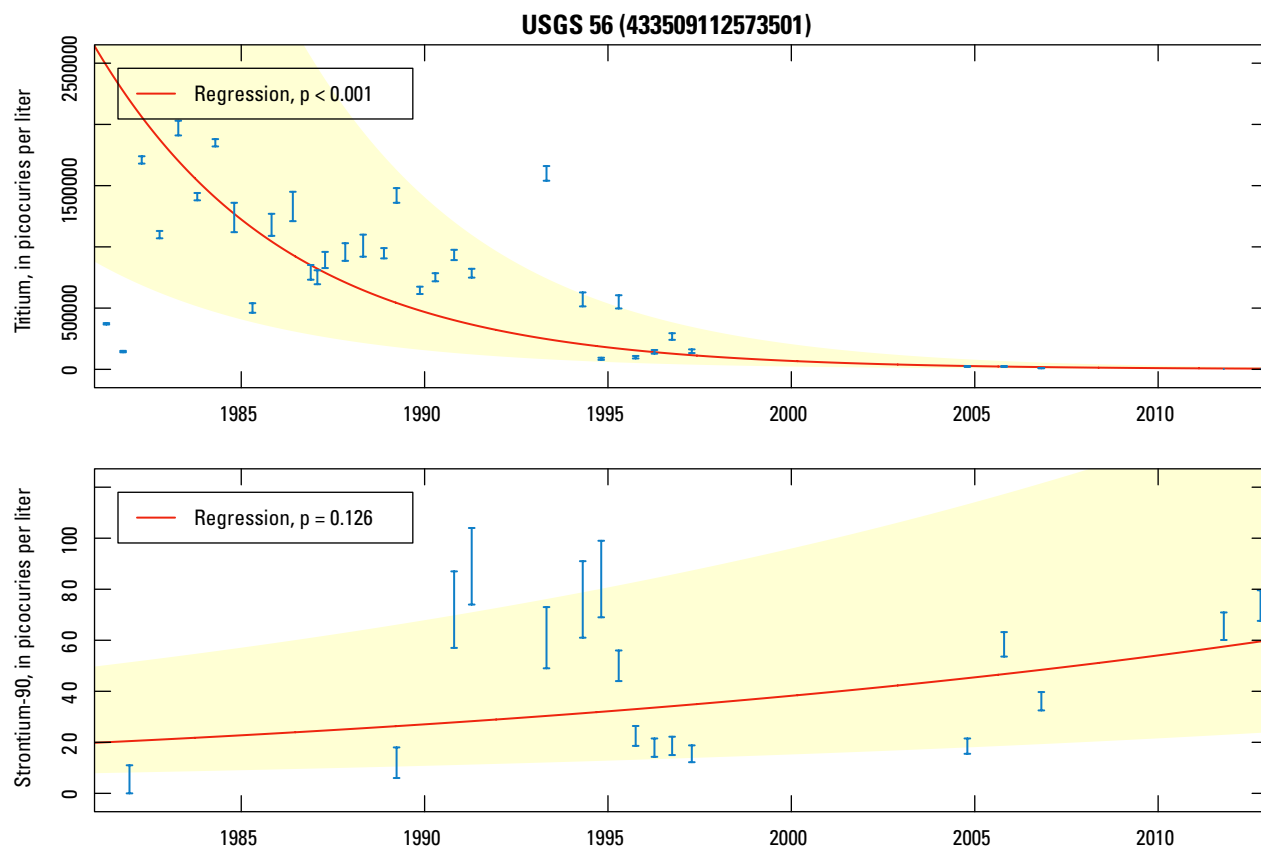 USGS 56 (433509112573501)
Tritium, in picocuries per liter
2500000
1500000
500000
0
Regression, p < 0.001
1985 1990 1995 2000 2005 2010
Strontium-90, in picocuries per liter
100
80
60
40
20
0
Regression, p = 0.126
1985 1990 1995 2000 2005 2010